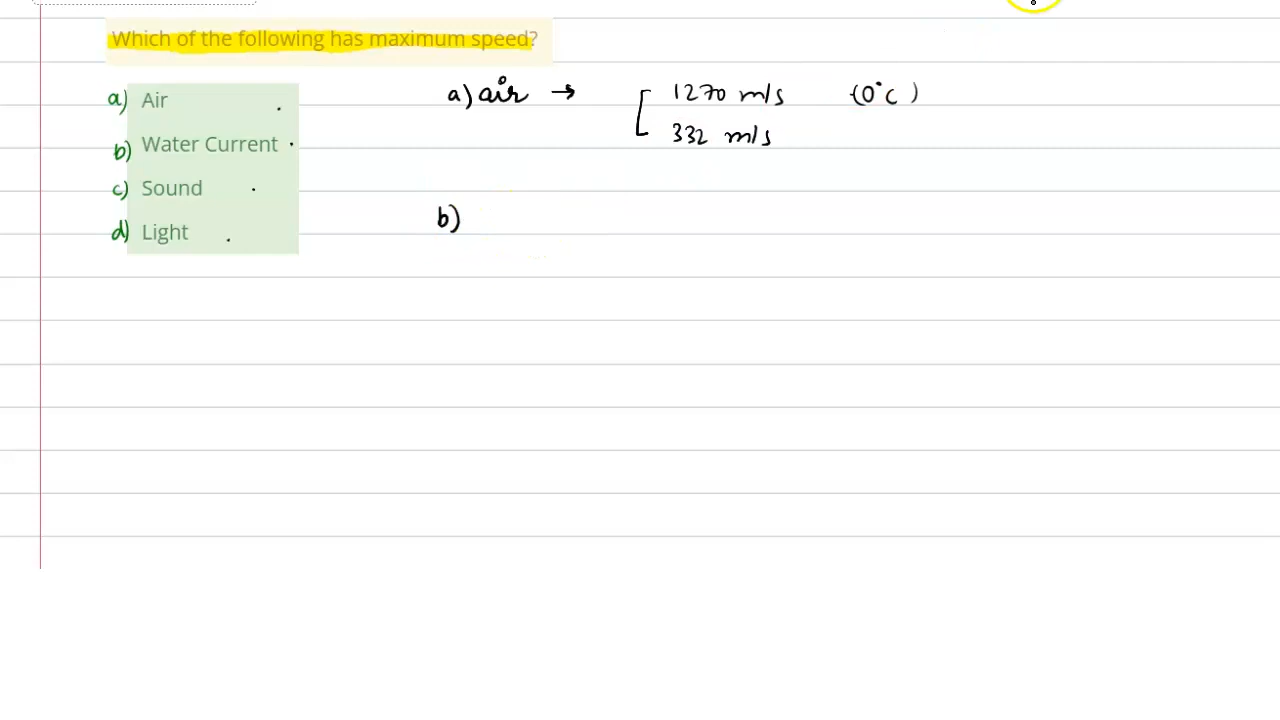 Which of the following has maximum speed?
a) Air
b) Water Current
c) Sound
d) Light
a) air → [ 1270 m/s (0°C)
332 m/s
b)